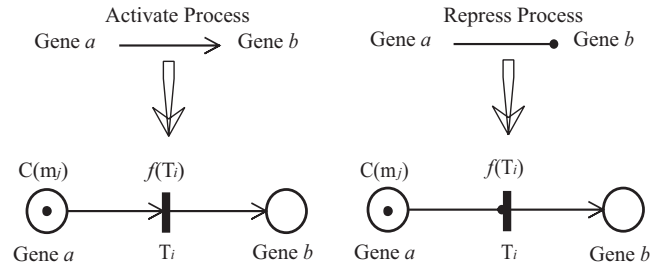 Activate Process
Gene a
Gene b
C(mj)
f(Ti)
Gene a
Ti
Gene b
Repress Process
Gene a
Gene b
C(mj)
f(Ti)
Gene a
Ti
Gene b